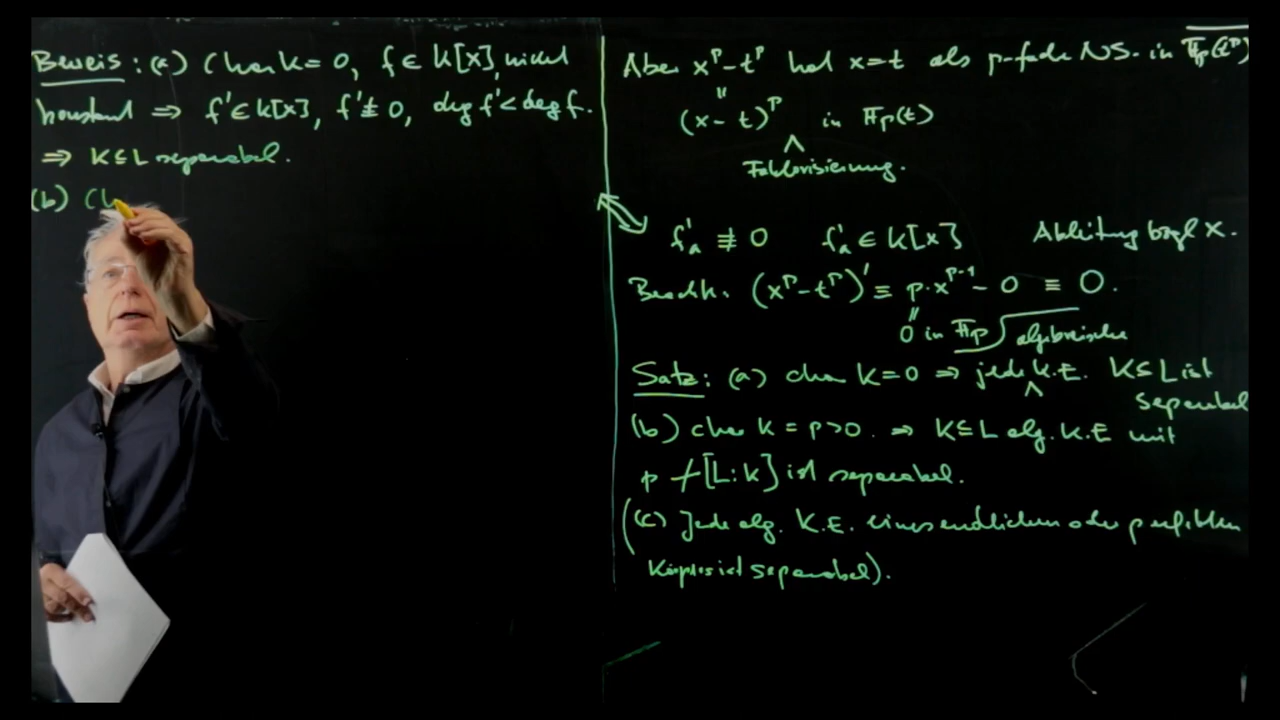 Beweis: (a) Char k = 0, f ∈ k[x], nicht
konstant ⇒ f' ∈ k[x], f' ≢ 0, deg f' < deg f.
⇒ K ⊆ L separabel.
(b) Ch
Aber x^p - t^p hat x=t als p-fache NS. in \overline{𝔽_p(t^p)}
"
(x - t)^p in 𝔽_p(t)
∧
Faktorisierung.
f'_a ≢ 0 f'_a ∈ k[x] Ableitung bzgl x.
Beachte: (x^p - t^p)' ≡ p·x^{p-1} - 0 ≡ 0.
"
0 in 𝔽_p algebraische
Satz: (a) char K = 0 ⇒ jede K.E. K ⊆ L ist
∧ separabel
(b) char k = p > 0. ⇒ K ⊆ L alg. K.E mit
p ∤ [L:k] ist separabel.
((c) Jede alg. K.E. eines endlichen oder perfekten
Körpers ist separabel).